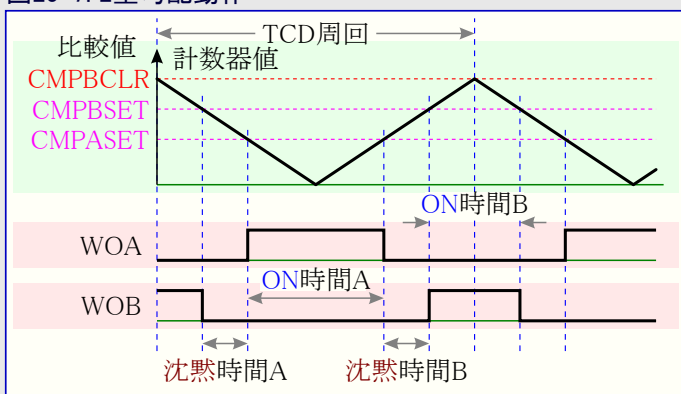 TCD周回
比較値
計数器値
CMPBCLR
CMPBSET
CMPASET
ON時間B
WOA
ON時間A
WOB
沈黙時間A
沈黙時間B